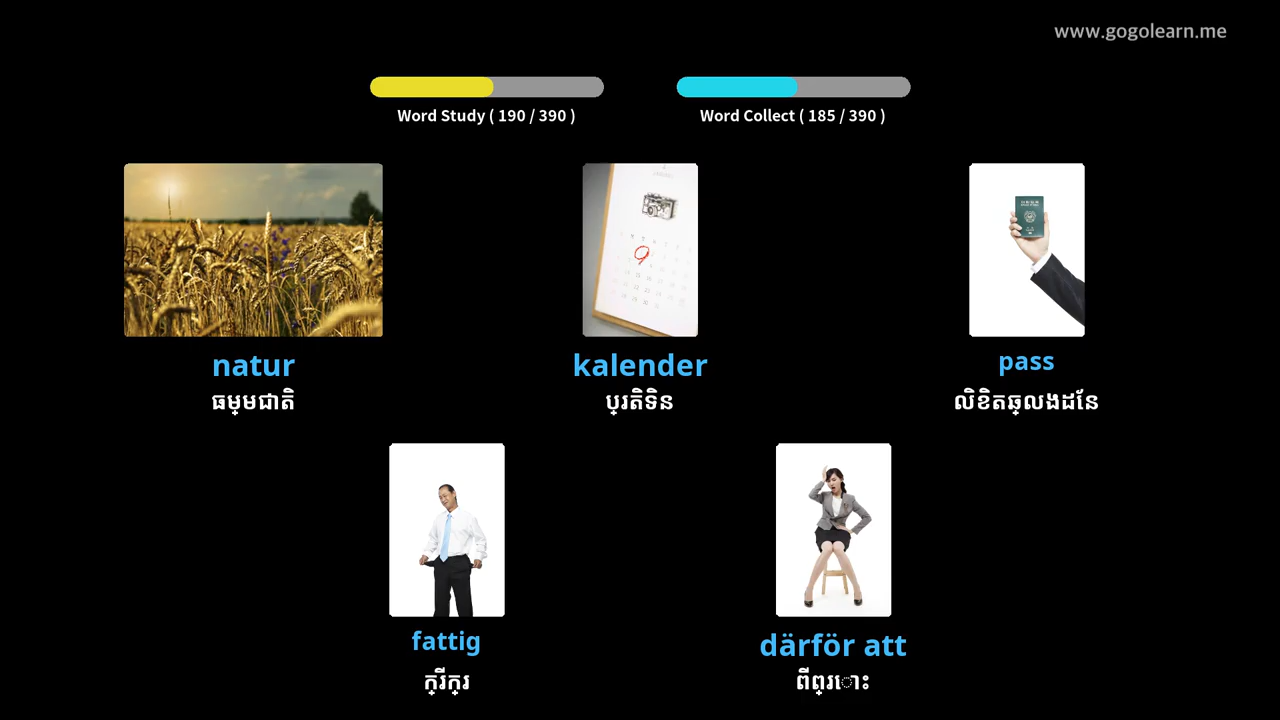 www.gogolearn.me
Word Study ( 190 / 390 )
Word Collect ( 185 / 390 )
natur
ធម្មជាតិ
kalender
ប្រតិទិន
pass
លិខិតឆ្លងដែន
fattig
ក្រីក្រ
därför att
ពីព្រោះ